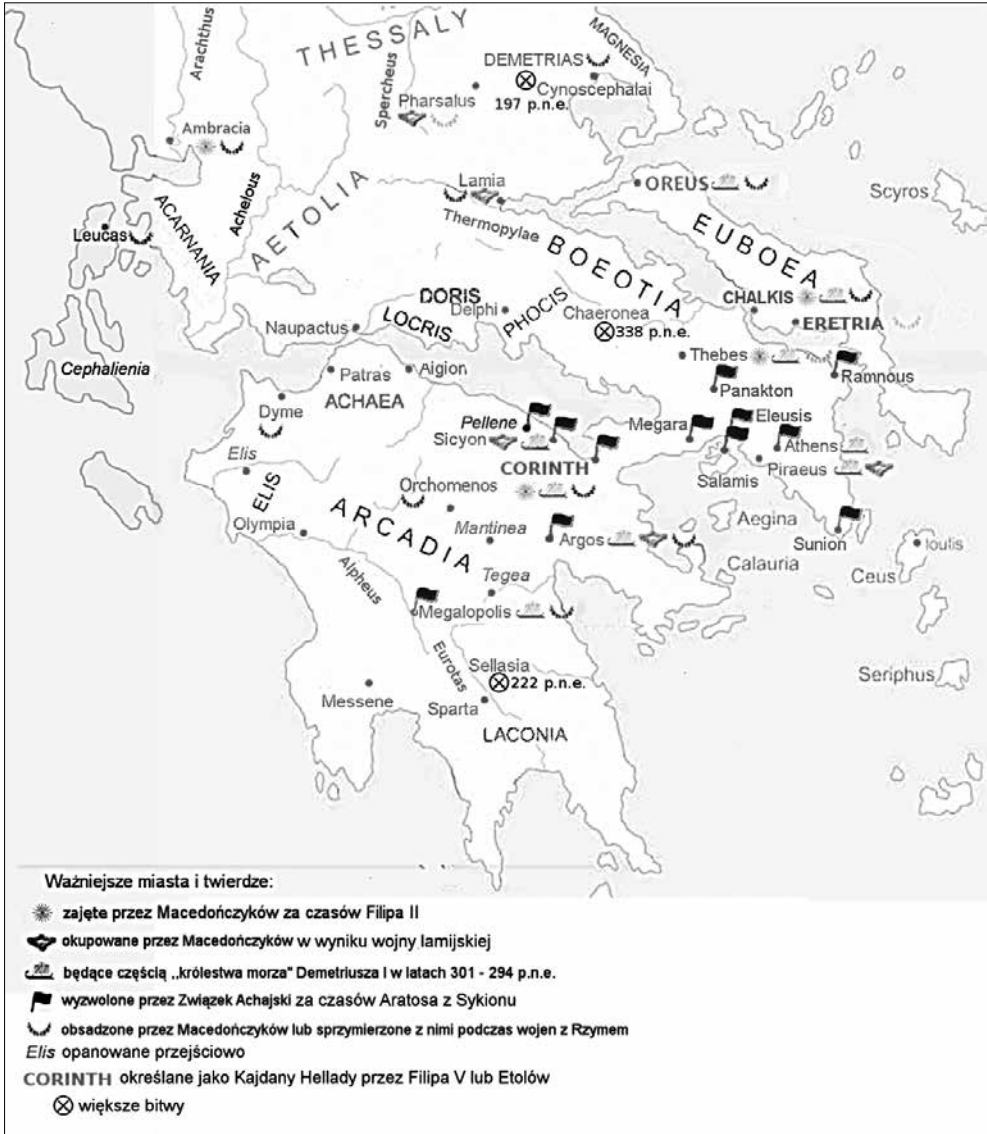 THESSALY
MAGNESIA
Arachthus
Spercheus
DEMETRIAS
Cynoscephalai
197 p.n.e.
Pharsalus
Ambracia
Lamia
OREUS
Scyros
ACARNANIA
Achelous
AETOLIA
Thermopylae
BOEOTIA
EUBOEA
Leucas
CHALKIS
DORIS
Delphi
PHOCIS
Chaeronea
338 p.n.e.
ERETRIA
Naupactus
LOCRIS
Thebes
Ramnous
Cephalienia
Patras
Aigion
Panakton
ACHAEA
Dyme
Pellene
Megara
Eleusis
Sicyon
Athens
Elis
CORINTH
Salamis
Piraeus
ELIS
Orchomenos
Olympia
ARCADIA
Mantinea
Argos
Aegina
Sunion
Ioulis
Alpheus
Tegea
Calauria
Ceus
Megalopolis
Eurotas
Sellasia
222 p.n.e.
Seriphus
Messene
Sparta
LACONIA
Ważniejsze miasta i twierdze:
zajęte przez Macedończyków za czasów Filipa II
okupowane przez Macedończyków w wyniku wojny lamijskiej
będące częścią ,,królestwa morza" Demetriusza I w latach 301 - 294 p.n.e.
wyzwolone przez Związek Achajski za czasów Aratosa z Sykionu
obsadzone przez Macedończyków lub sprzymierzone z nimi podczas wojen z Rzymem
Elis opanowane przejściowo
CORINTH określane jako Kajdany Hellady przez Filipa V lub Etolów
większe bitwy